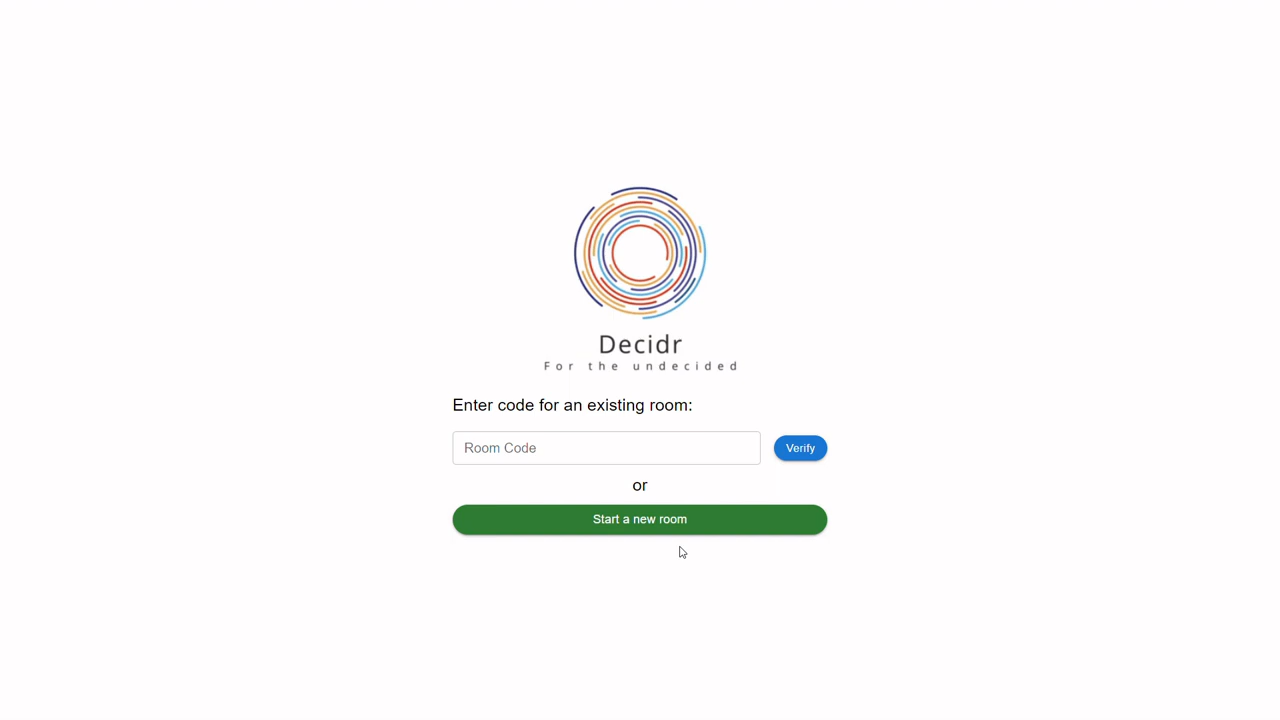 Decidr
For the undecided
Enter code for an existing room:
Room Code
Verify
or
Start a new room